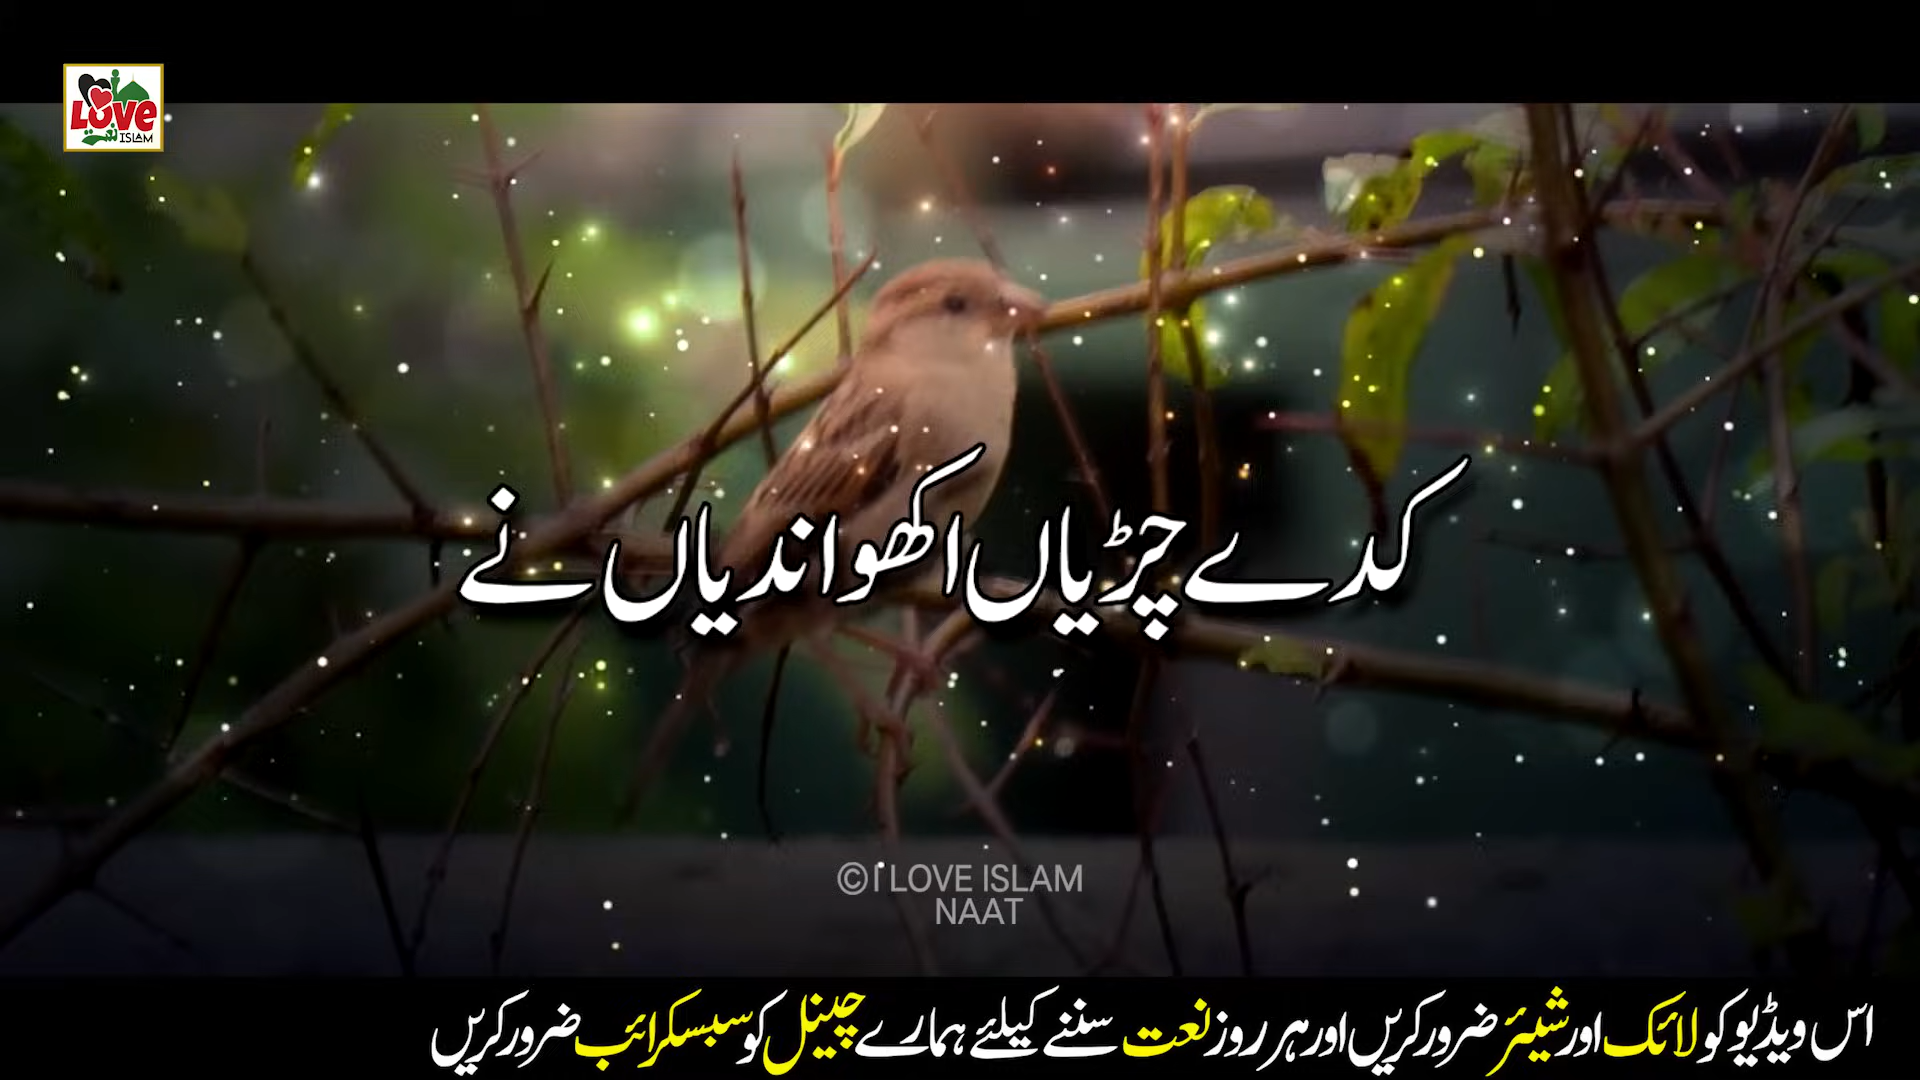 Love
نعت
ISLAM
کدے چڑیاں اکھواندیاں نے
©I LOVE ISLAM
NAAT
اس ویڈیو کو لائک اور شیئر ضرور کریں اور ہر روز نعت سننے کیلئے ہمارے چینل کو سبسکرائب ضرور کریں